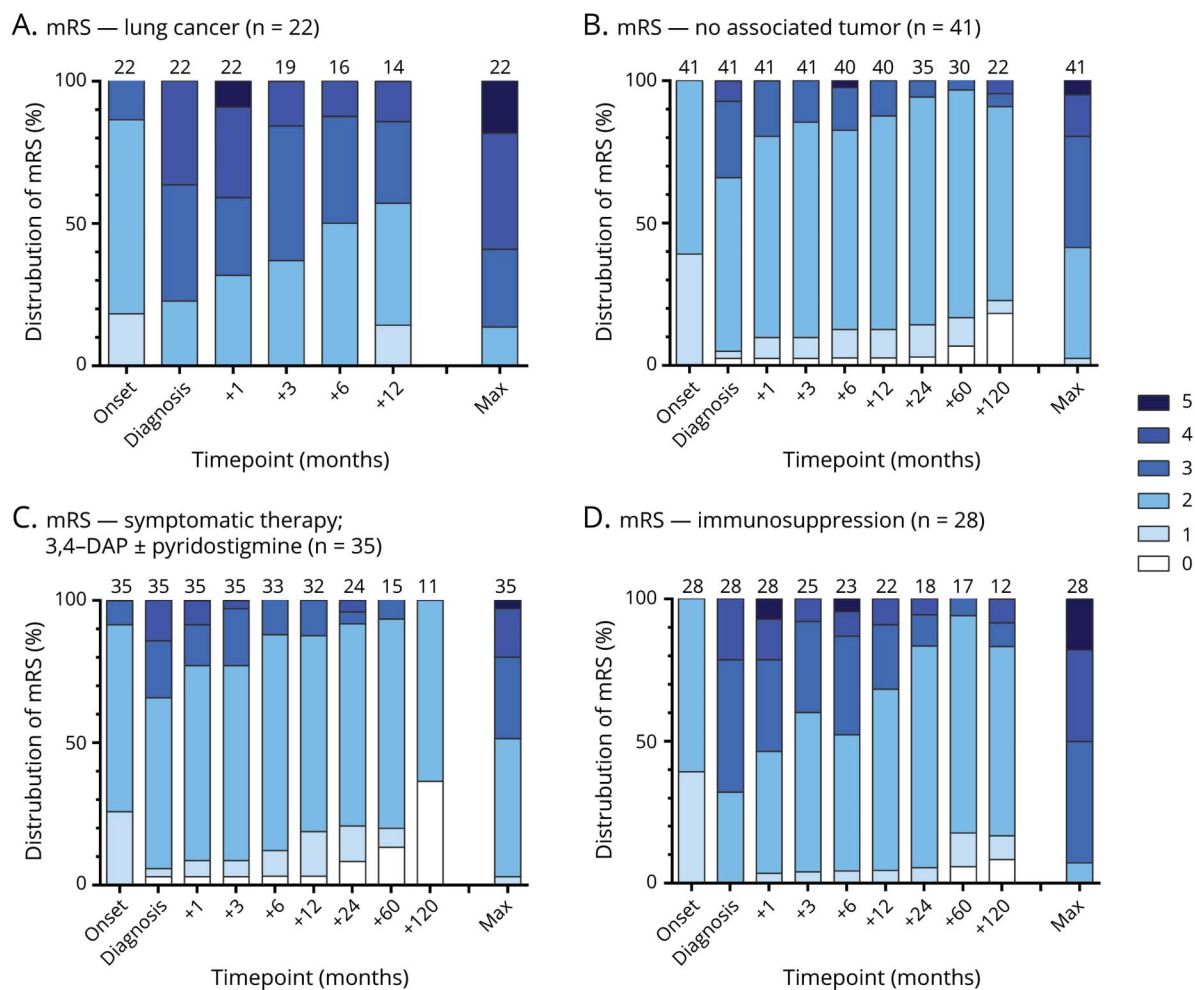 A. mRS — lung cancer (n = 22)
22 22 22 19 16 14 22
100
50
0
Distrubution of mRS (%)
Onset Diagnosis +1 +3 +6 +12 Max
Timepoint (months)
B. mRS — no associated tumor (n = 41)
41 41 41 41 40 40 35 30 22 41
100
50
0
Distrubution of mRS (%)
Onset Diagnosis +1 +3 +6 +12 +24 +60 +120 Max
Timepoint (months)
5
4
3
2
1
0
C. mRS — symptomatic therapy;
3,4–DAP ± pyridostigmine (n = 35)
35 35 35 35 33 32 24 15 11 35
100
50
0
Distrubution of mRS (%)
Onset Diagnosis +1 +3 +6 +12 +24 +60 +120 Max
Timepoint (months)
D. mRS — immunosuppression (n = 28)
28 28 28 25 23 22 18 17 12 28
100
50
0
Distrubution of mRS (%)
Onset Diagnosis +1 +3 +6 +12 +24 +60 +120 Max
Timepoint (months)